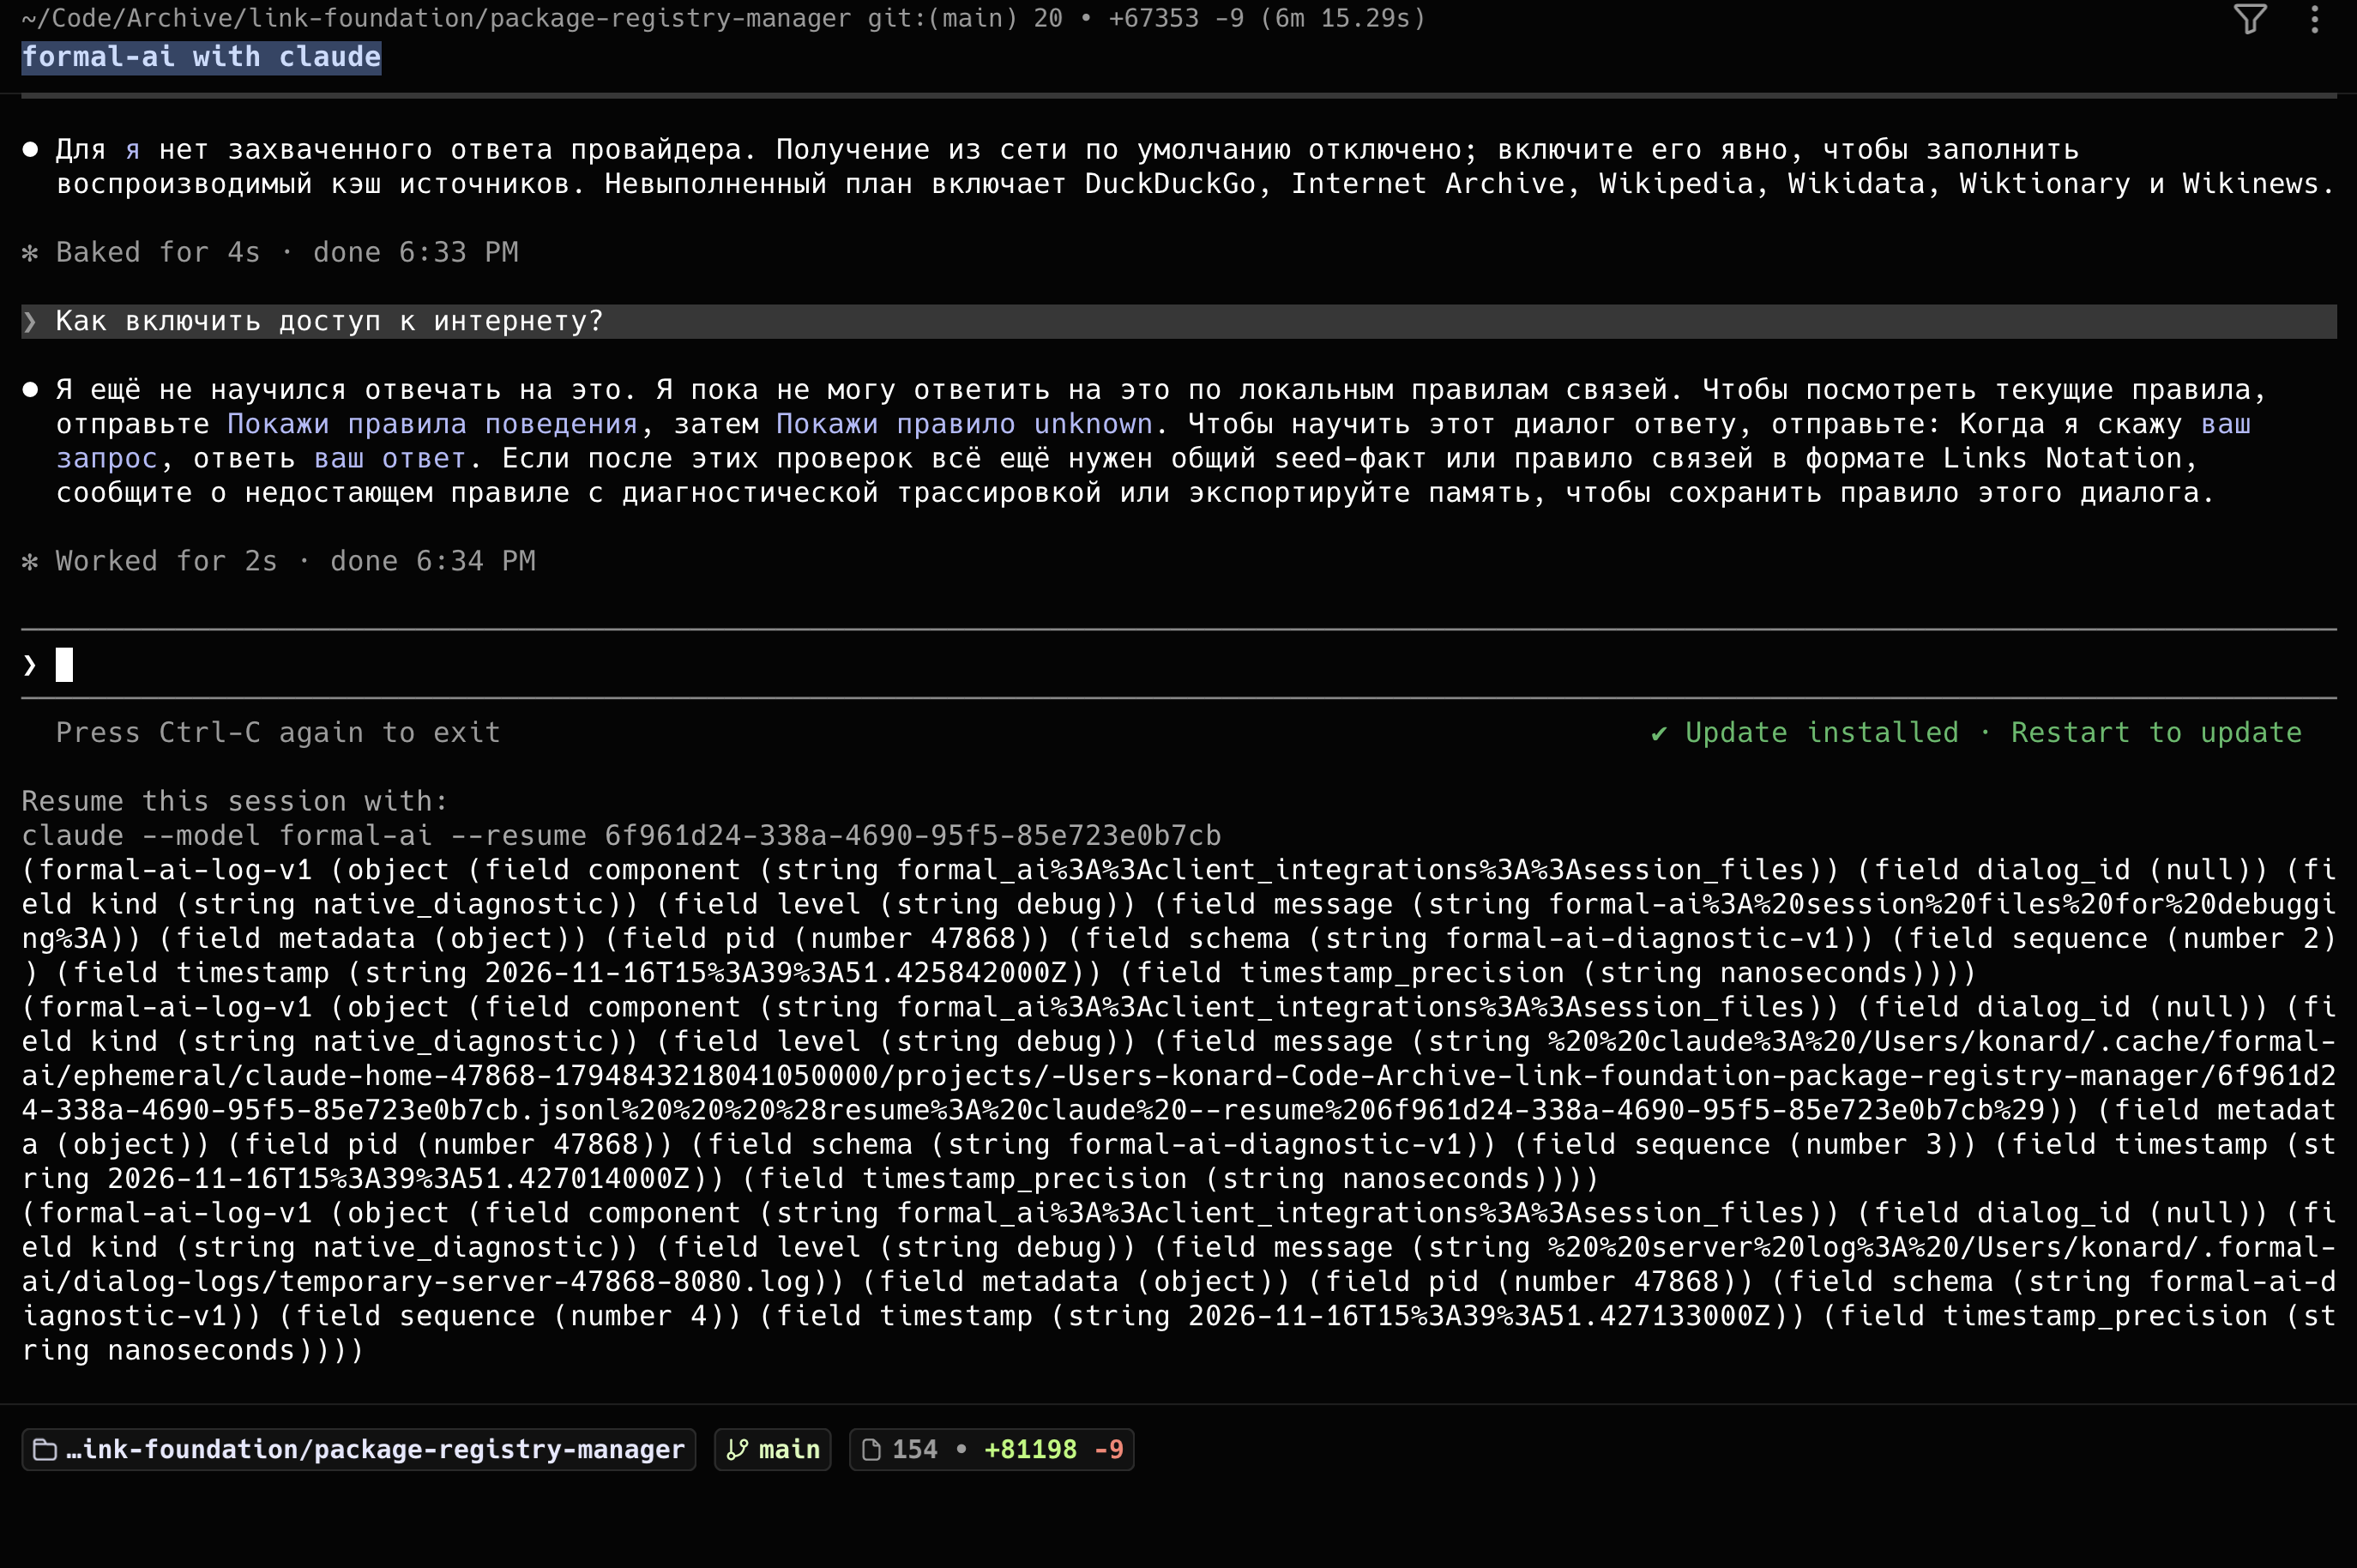 ~/Code/Archive/link-foundation/package-registry-manager git:(main) 20 • +67353 -9 (6m 15.29s)
formal-ai with claude
● Для я нет захваченного ответа провайдера. Получение из сети по умолчанию отключено; включите его явно, чтобы заполнить
воспроизводимый кэш источников. Невыполненный план включает DuckDuckGo, Internet Archive, Wikipedia, Wikidata, Wiktionary и Wikinews.
✻ Baked for 4s · done 6:33 PM
❯ Как включить доступ к интернету?
● Я ещё не научился отвечать на это. Я пока не могу ответить на это по локальным правилам связей. Чтобы посмотреть текущие правила,
отправьте Покажи правила поведения, затем Покажи правило unknown. Чтобы научить этот диалог ответу, отправьте: Когда я скажу ваш
запрос, ответь ваш ответ. Если после этих проверок всё ещё нужен общий seed-факт или правило связей в формате Links Notation,
сообщите о недостающем правиле с диагностической трассировкой или экспортируйте память, чтобы сохранить правило этого диалога.
✻ Worked for 2s · done 6:34 PM
❯
Press Ctrl-C again to exit
✔ Update installed · Restart to update
Resume this session with:
claude --model formal-ai --resume 6f961d24-338a-4690-95f5-85e723e0b7cb
(formal-ai-log-v1 (object (field component (string formal_ai%3A%3Aclient_integrations%3A%3Asession_files)) (field dialog_id (null)) (fi
eld kind (string native_diagnostic)) (field level (string debug)) (field message (string formal-ai%3A%20session%20files%20for%20debuggi
ng%3A)) (field metadata (object)) (field pid (number 47868)) (field schema (string formal-ai-diagnostic-v1)) (field sequence (number 2)
) (field timestamp (string 2026-11-16T15%3A39%3A51.425842000Z)) (field timestamp_precision (string nanoseconds))))
(formal-ai-log-v1 (object (field component (string formal_ai%3A%3Aclient_integrations%3A%3Asession_files)) (field dialog_id (null)) (fi
eld kind (string native_diagnostic)) (field level (string debug)) (field message (string %20%20claude%3A%20/Users/konard/.cache/formal-
ai/ephemeral/claude-home-47868-1794843218041050000/projects/-Users-konard-Code-Archive-link-foundation-package-registry-manager/6f961d2
4-338a-4690-95f5-85e723e0b7cb.jsonl%20%20%20%28resume%3A%20claude%20--resume%206f961d24-338a-4690-95f5-85e723e0b7cb%29)) (field metadat
a (object)) (field pid (number 47868)) (field schema (string formal-ai-diagnostic-v1)) (field sequence (number 3)) (field timestamp (st
ring 2026-11-16T15%3A39%3A51.427014000Z)) (field timestamp_precision (string nanoseconds))))
(formal-ai-log-v1 (object (field component (string formal_ai%3A%3Aclient_integrations%3A%3Asession_files)) (field dialog_id (null)) (fi
eld kind (string native_diagnostic)) (field level (string debug)) (field message (string %20%20server%20log%3A%20/Users/konard/.formal-
ai/dialog-logs/temporary-server-47868-8080.log)) (field metadata (object)) (field pid (number 47868)) (field schema (string formal-ai-d
iagnostic-v1)) (field sequence (number 4)) (field timestamp (string 2026-11-16T15%3A39%3A51.427133000Z)) (field timestamp_precision (st
ring nanoseconds))))
…ink-foundation/package-registry-manager main 154 • +81198 -9